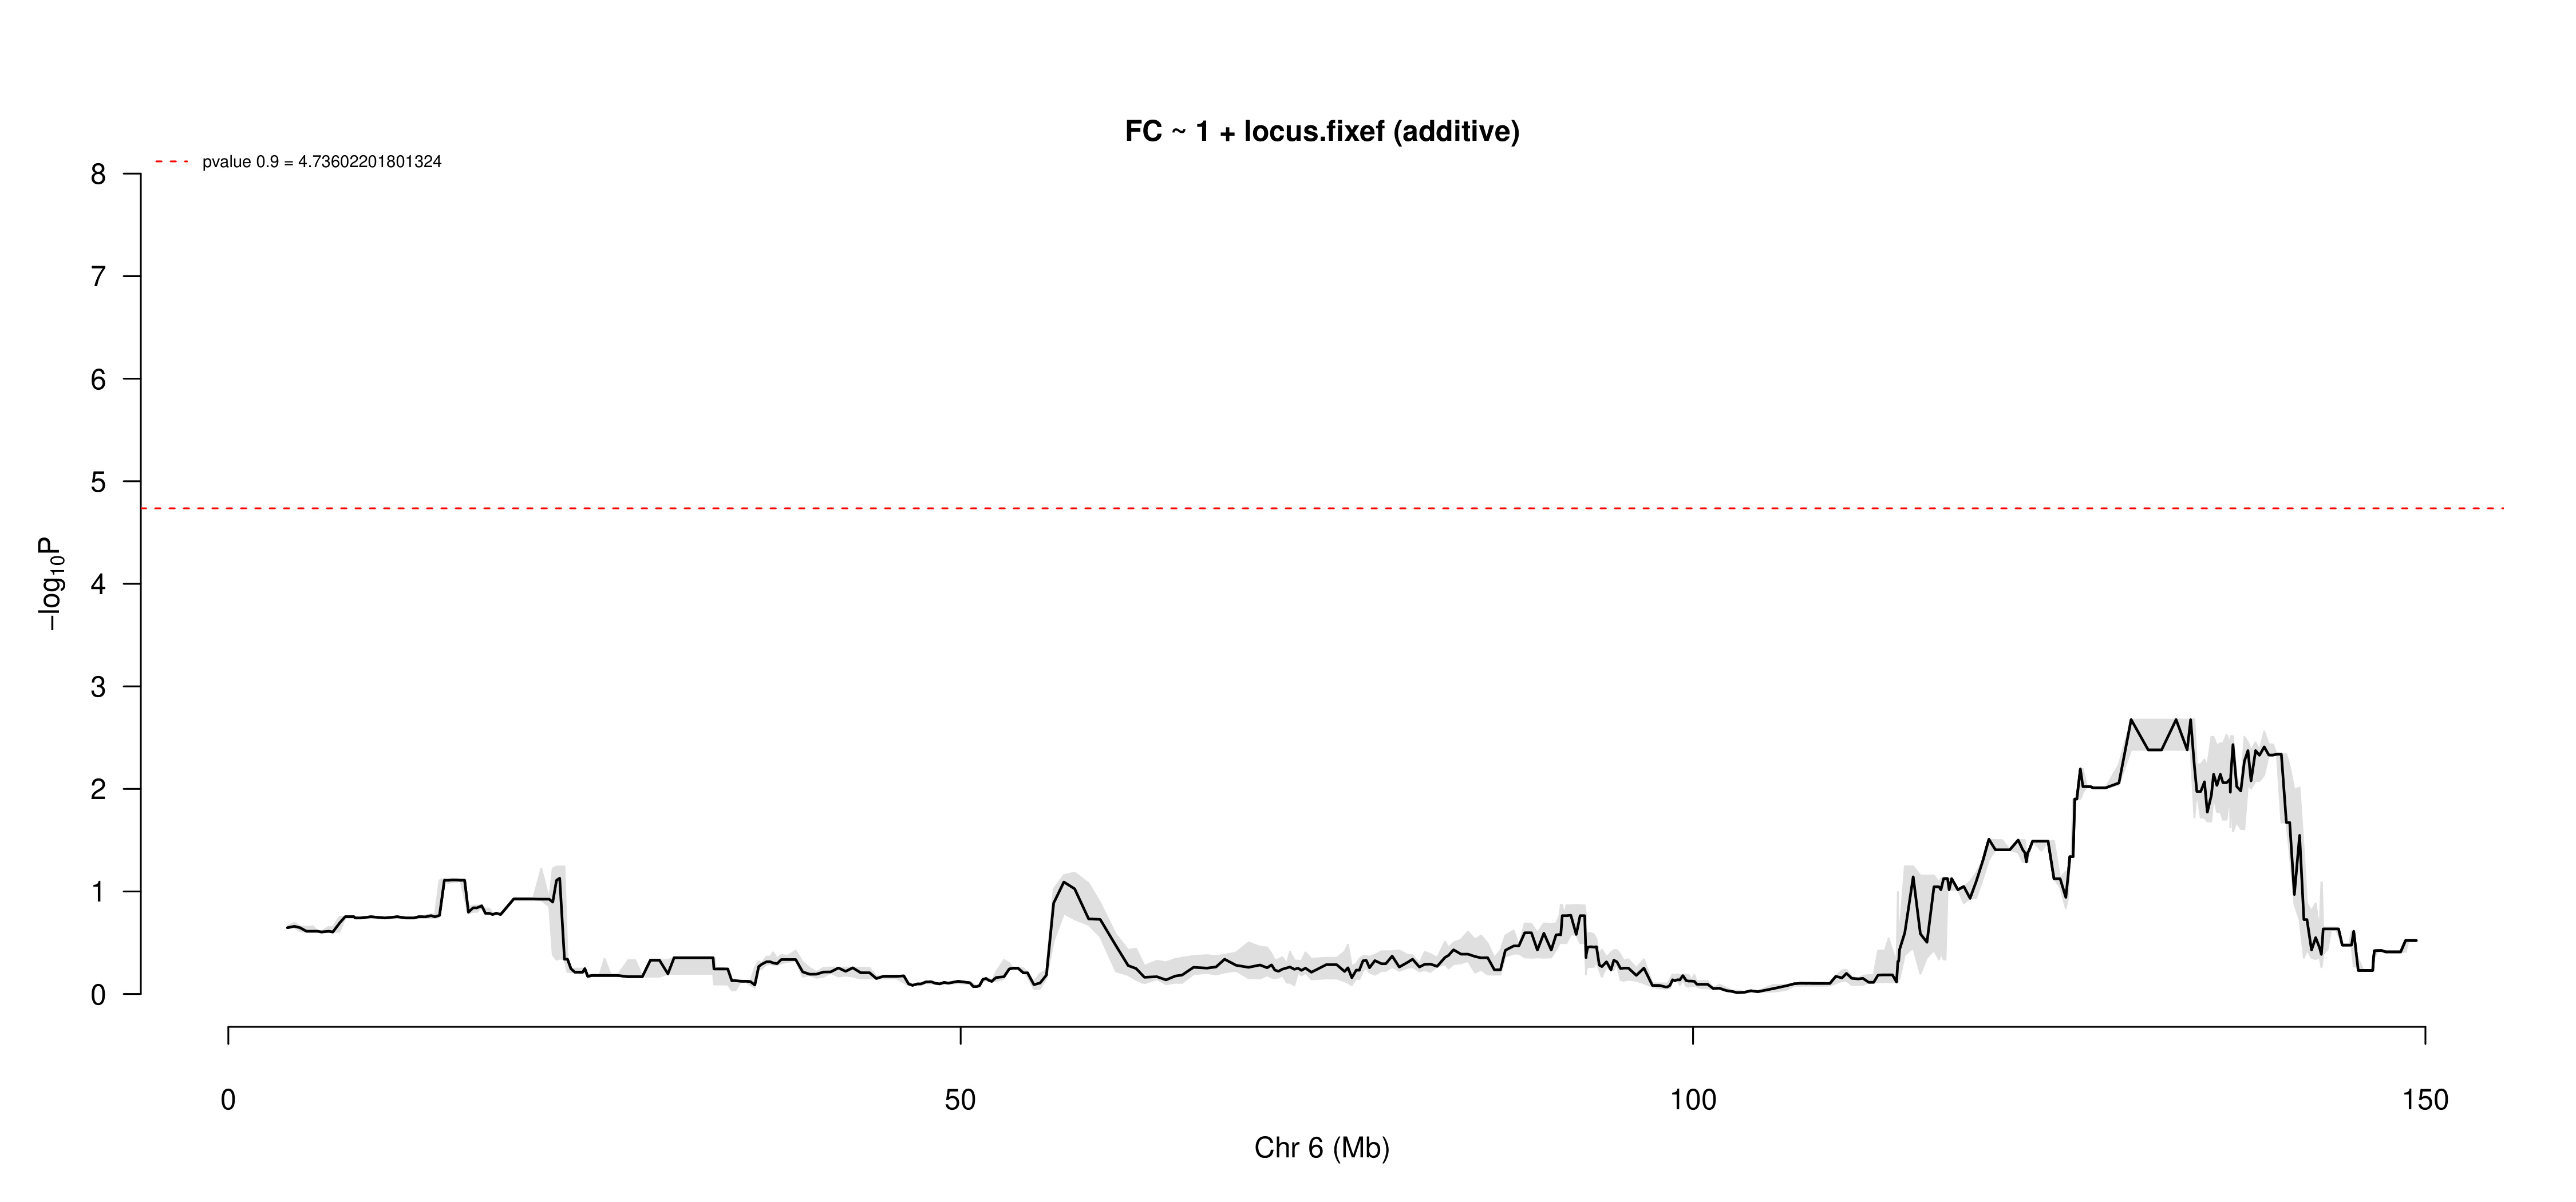 FC ~ 1 + locus.fixef (additive)
pvalue 0.9 = 4.73602201801324
8
7
6
5
4
3
2
1
0
−log10P
0 50 100 150
Chr 6 (Mb)